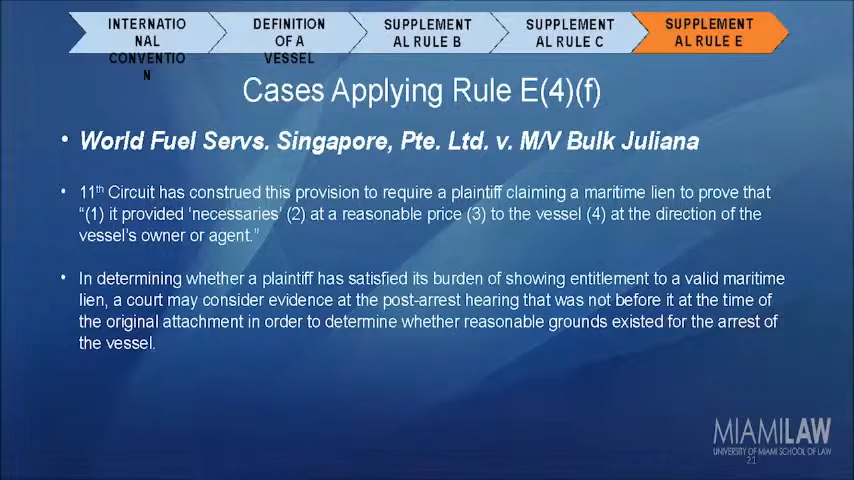 INTERNATIO
NAL
CONVENTIO
N
DEFINITION
OF A
VESSEL
SUPPLEMENT
AL RULE B
SUPPLEMENT
AL RULE C
SUPPLEMENT
AL RULE E
Cases Applying Rule E(4)(f)
• World Fuel Servs. Singapore, Pte. Ltd. v. M/V Bulk Juliana
• 11th Circuit has construed this provision to require a plaintiff claiming a maritime lien to prove that
“(1) it provided ‘necessaries’ (2) at a reasonable price (3) to the vessel (4) at the direction of the
vessel’s owner or agent.”
• In determining whether a plaintiff has satisfied its burden of showing entitlement to a valid maritime
lien, a court may consider evidence at the post-arrest hearing that was not before it at the time of
the original attachment in order to determine whether reasonable grounds existed for the arrest of
the vessel.
MIAMILAW
UNIVERSITY OF MIAMI SCHOOL OF LAW
21